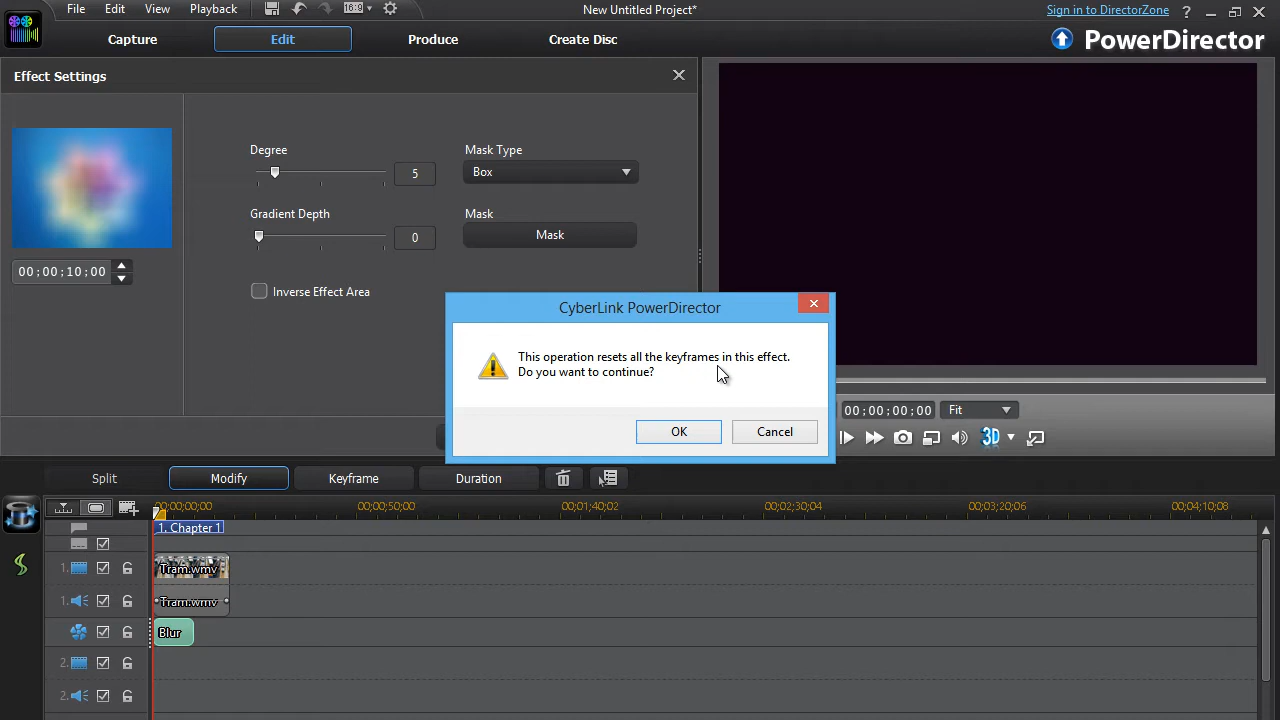 File Edit View Playback 16:9 New Untitled Project* Sign in to DirectorZone ?
Capture Edit Produce Create Disc PowerDirector
Effect Settings
Degree Mask Type
5 Box
Gradient Depth Mask
0 Mask
00;00;10;00
Inverse Effect Area
CyberLink PowerDirector
This operation resets all the keyframes in this effect.
Do you want to continue?
OK Cancel
00;00;00;00 Fit
3D
Split Modify Keyframe Duration
00;00;00;00 00;00;50;00 00;01;40;02 00;02;30;04 00;03;20;06 00;04;10;08
1. Chapter 1
1. Tram.wmv
1. Tram.wmv
Blur
2.
2.